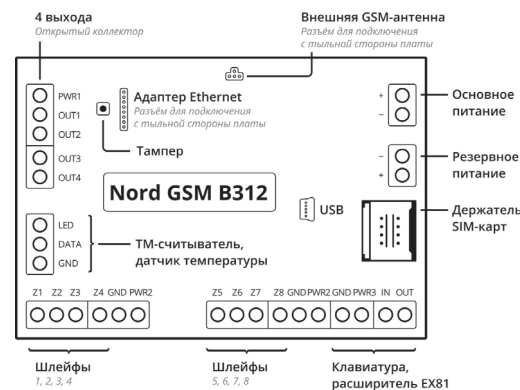 4 выхода
Открытый коллектор
Внешняя GSM-антенна
Разъём для подключения
с тыльной стороны платы
PWR1
OUT1
OUT2
OUT3
OUT4
Адаптер Ethernet
Разъём для подключения
с тыльной стороны платы
Тампер
+
−
Основное
питание
−
+
Резервное
питание
Nord GSM B312
USB
Держатель
SIM-карт
LED
DATA
GND
ТМ-считыватель,
датчик температуры
Z1 Z2 Z3 Z4 GND PWR2
Z5 Z6 Z7 Z8 GND PWR2 GND PWR3 IN OUT
Шлейфы
1, 2, 3, 4
Шлейфы
5, 6, 7, 8
Клавиатура,
расширитель EX81